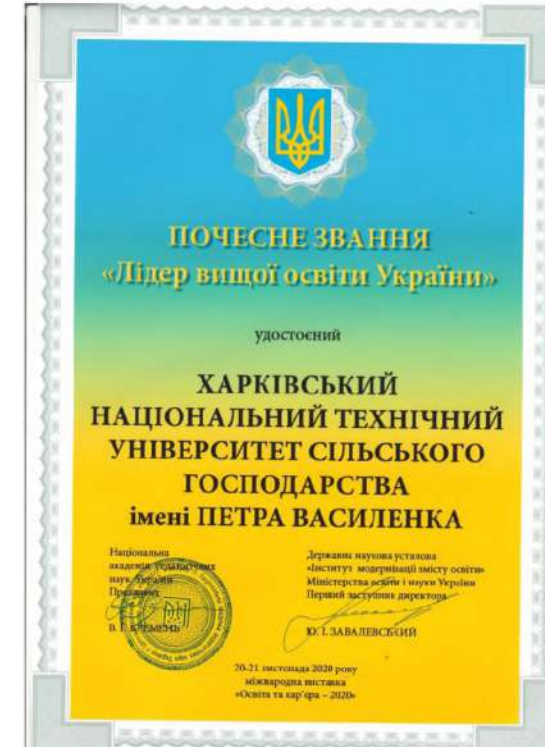 ПОЧЕСНЕ ЗВАННЯ
«Лідер вищої освіти України»
удостоєний
ХАРКІВСЬКИЙ
НАЦІОНАЛЬНИЙ ТЕХНІЧНИЙ
УНІВЕРСИТЕТ СІЛЬСЬКОГО
ГОСПОДАРСТВА
імені ПЕТРА ВАСИЛЕНКА
Національна
академія педагогічних
наук України
Президент
В. Г. КРЕМЕНЬ
Державна наукова установа
«Інститут модернізації змісту освіти»
Міністерства освіти і науки України
Перший заступник директора
Ю. І. ЗАВАЛЕВСЬКИЙ
20-21 листопада 2020 року
міжнародна виставка
«Освіта та кар'єра – 2020»